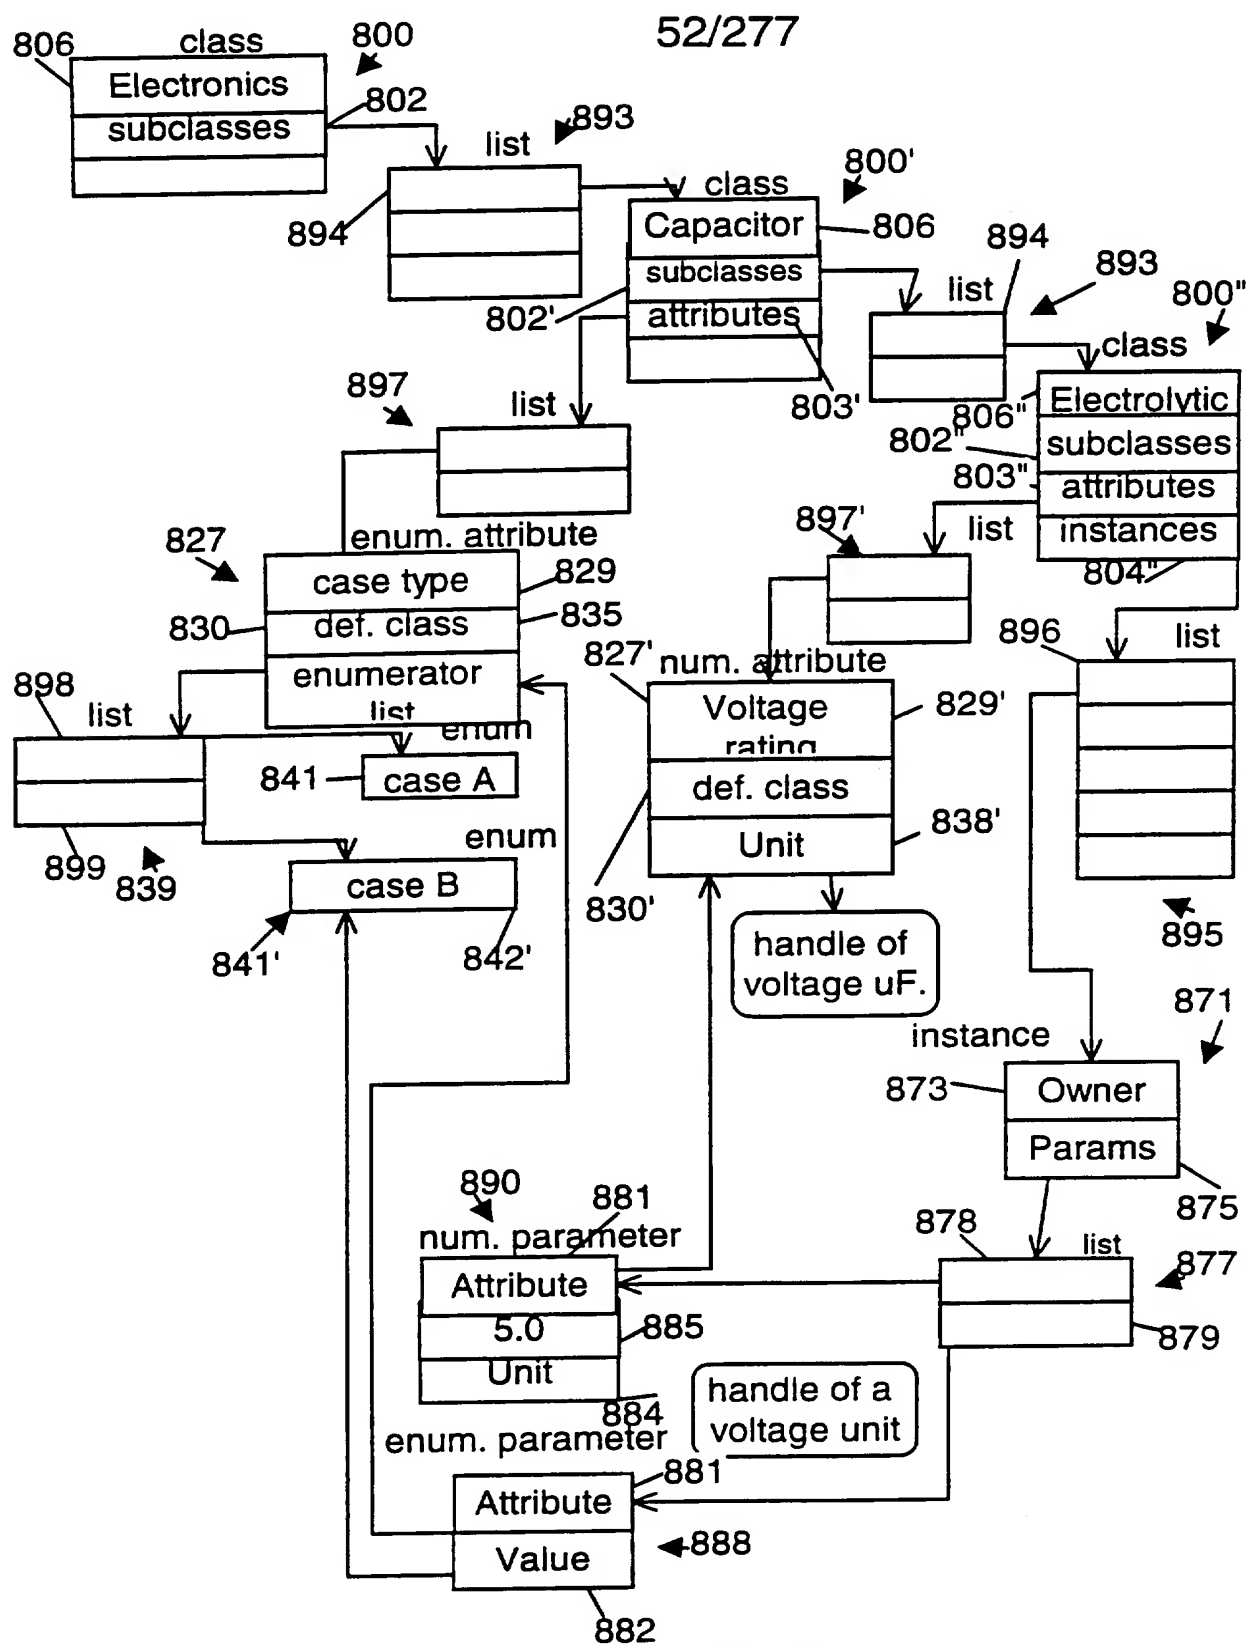 52/277
806
class
800
Electronics
802
subclasses
list
893
894
class
800'
Capacitor
806
subclasses
802'
attributes
803'
894
list
893
800"
class
Electrolytic
806"
subclasses
802"
attributes
803"
instances
804"
897
list
enum. attribute
827
case type
829
def. class
835
830
enumerator
list
898
list
enum
841
case A
899
839
enum
case B
841'
842'
897'
list
827'
num. attribute
Voltage
rating
829'
def. class
Unit
838'
830'
handle of
voltage uF.
896
list
895
871
instance
873
Owner
Params
875
878
list
877
879
890
881
num. parameter
Attribute
5.0
885
Unit
884
handle of a
voltage unit
enum. parameter
881
Attribute
Value
888
882